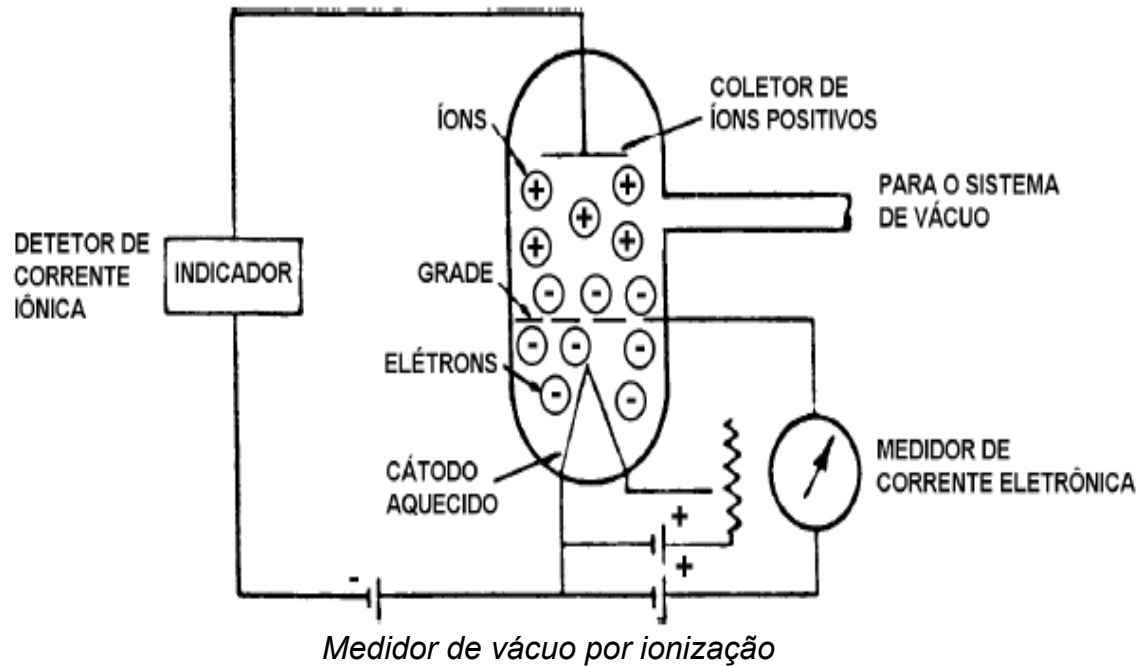 COLETOR DE
ÍONS POSITIVOS
ÍONS
+
+
+
+
+
PARA O SISTEMA
DE VÁCUO
DETETOR DE
CORRENTE
IÔNICA
INDICADOR
GRADE
-
-
-
-
-
-
ELÉTRONS
-
-
CÁTODO
AQUECIDO
MEDIDOR DE
CORRENTE ELETRÔNICA
+
+
-
Medidor de vácuo por ionização